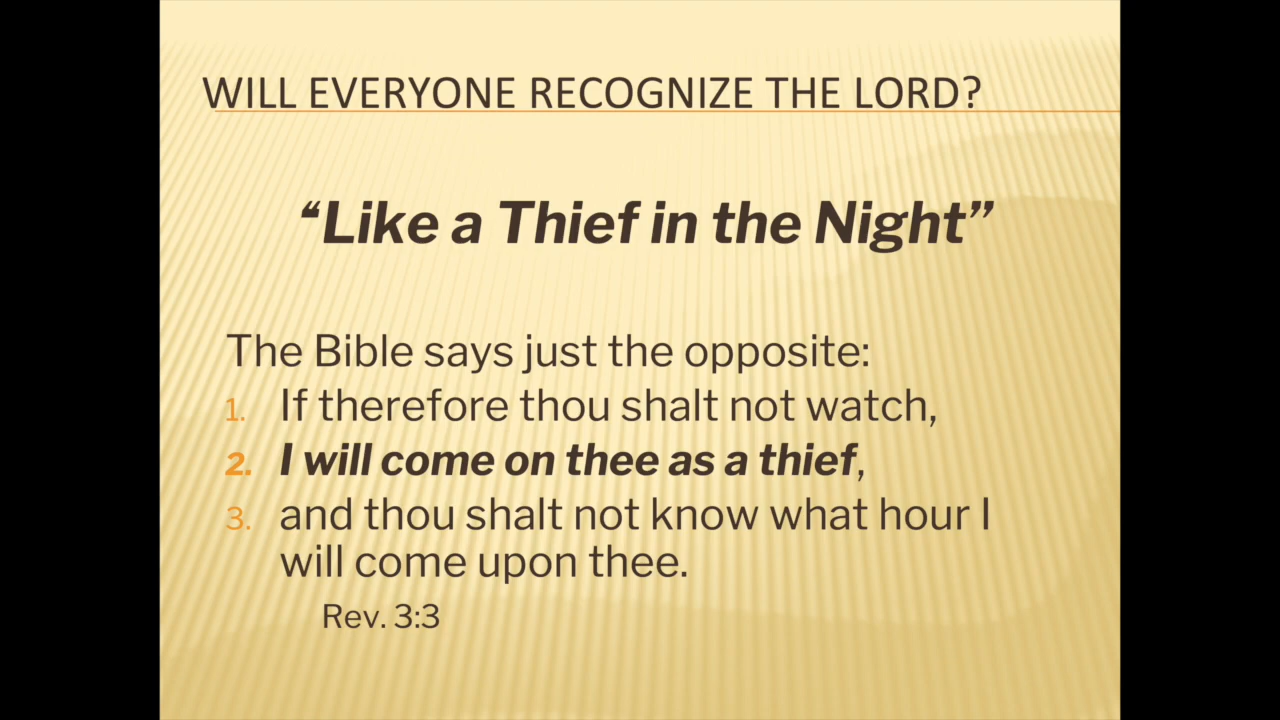 WILL EVERYONE RECOGNIZE THE LORD?
“Like a Thief in the Night”
The Bible says just the opposite:
1. If therefore thou shalt not watch,
2. I will come on thee as a thief,
3. and thou shalt not know what hour I
will come upon thee.
Rev. 3:3